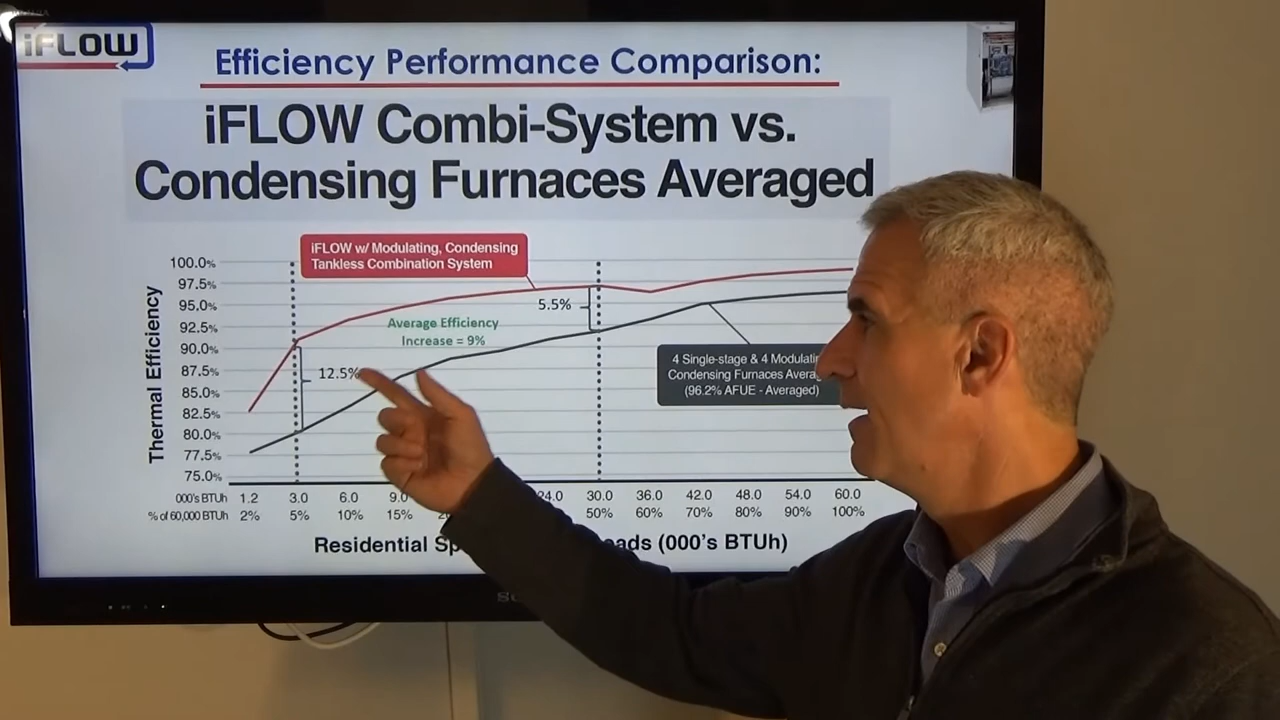 iFLOW
Efficiency Performance Comparison:
iFLOW Combi-System vs.
Condensing Furnaces Averaged
iFLOW w/ Modulating, Condensing
Tankless Combination System
Thermal Efficiency
100.0%
97.5%
95.0%
92.5%
90.0%
87.5%
85.0%
82.5%
80.0%
77.5%
75.0%
5.5%
Average Efficiency
Increase = 9%
12.5%
4 Single-stage & 4
Condensing Furnaces
(96.2% AFUE - Averaged)
000's BTUh 1.2 3.0 6.0 9.0 24.0 30.0 36.0 42.0 48.0 54.0 60.0
% of 60,000 BTUh 2% 5% 10% 15% 50% 60% 70% 80% 90% 100%
Residential (000's BTUh)